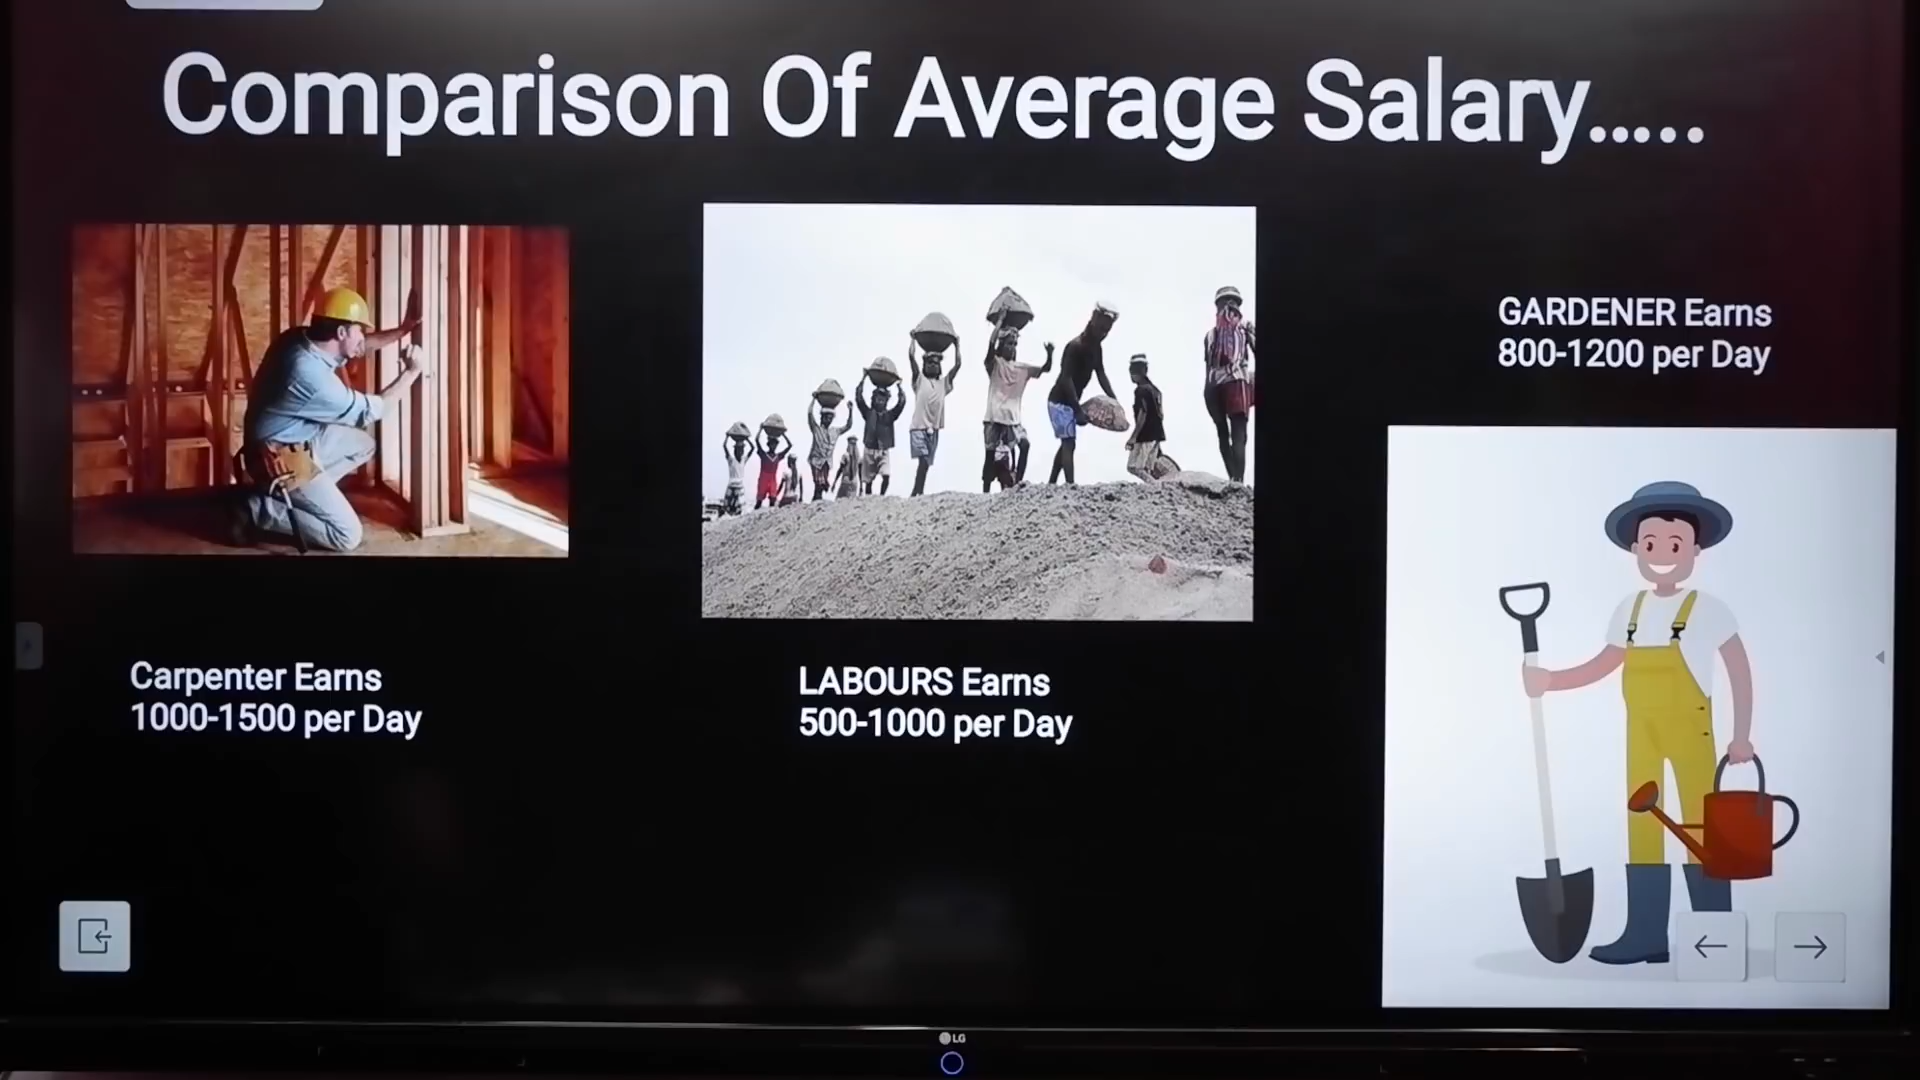 Comparison Of Average Salary.....
GARDENER Earns
800-1200 per Day
Carpenter Earns
1000-1500 per Day
LABOURS Earns
500-1000 per Day
LG